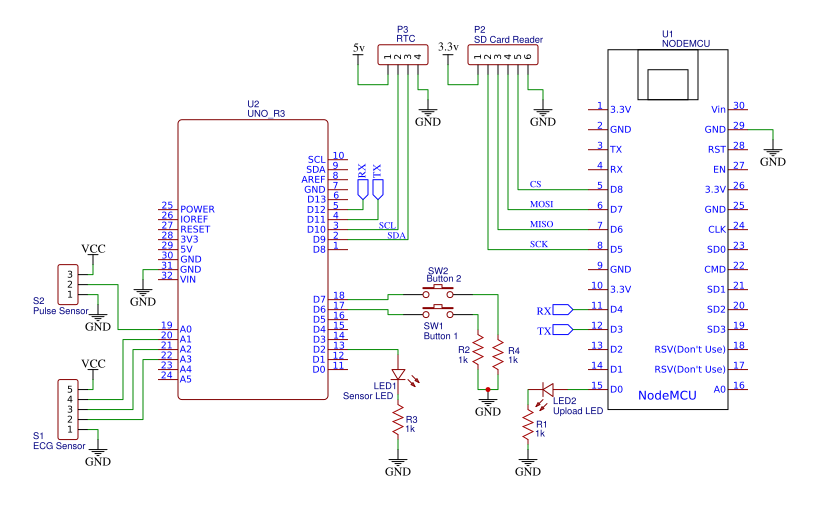 P3
RTC
5v
1 2 3 4
GND
P2
SD Card Reader
3.3v
1 2 3 4 5 6
GND
U1
NODEMCU
1 3.3V
2 GND
3 TX
4 RX
5 D8
6 D7
7 D6
8 D5
9 GND
10 3.3V
11 D4
12 D3
13 D2
14 D1
15 D0
Vin 30
GND 29
RST 28
EN 27
3.3V 26
GND 25
CLK 24
SD0 23
CMD 22
SD1 21
SD2 20
SD3 19
RSV(Don't Use) 18
RSV(Don't Use) 17
A0 16
NodeMCU
GND
CS
MOSI
MISO
SCK
RX
TX
U2
UNO_R3
SCL 10
SDA 9
AREF 8
GND 7
D13 6
D12 5
D11 4
D10 3
D9 2
D8 1
D7 18
D6 17
D5 16
D4 15
D3 14
D2 13
D1 12
D0 11
25 POWER
26 IOREF
27 RESET
28 3V3
29 5V
30 GND
31 GND
32 VIN
19 A0
20 A1
21 A2
22 A3
23 A4
24 A5
RX
TX
SCL
SDA
VCC
3
2
1
S2
Pulse Sensor
GND
GND
VCC
5
4
3
2
1
S1
ECG Sensor
GND
SW2
Button 2
SW1
Button 1
R2
1k
R4
1k
GND
LED1
Sensor LED
R3
1k
GND
LED2
Upload LED
R1
1k
GND